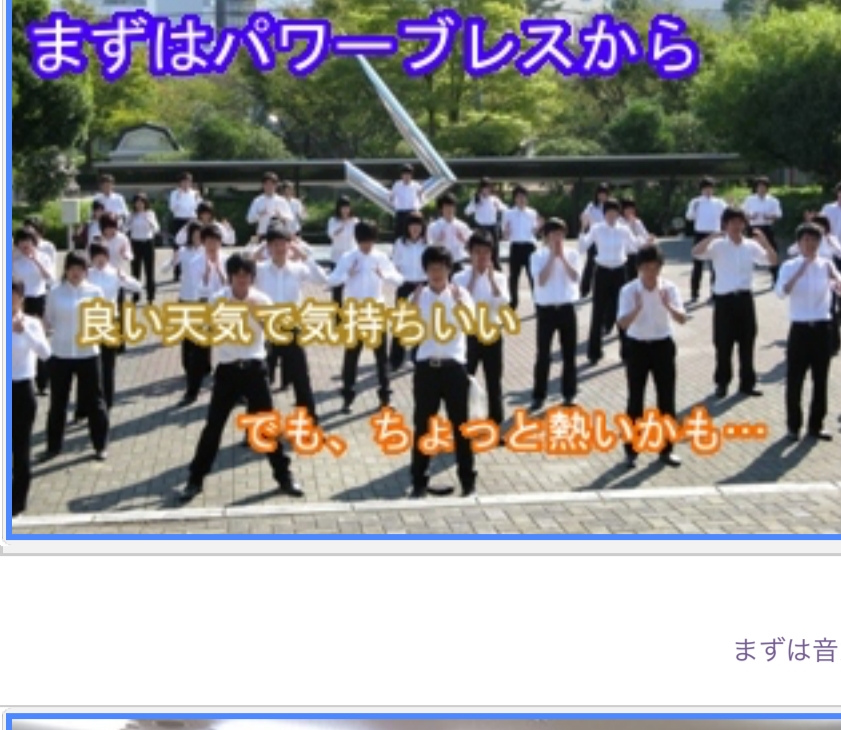 まずはパワーブレスから
良い天気で気持ちいい
でも、ちょっと熱いかも…
まずは音